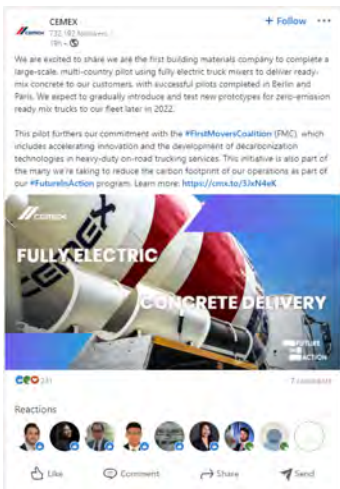 CEMEX
+ Follow ...
CEMEX
19h •
We are excited to share we are the first building materials company to complete a
large-scale, multi-country pilot using fully electric truck mixers to deliver ready-
mix concrete to our customers, with successful pilots completed in Berlin and
Paris. We expect to gradually introduce and test new prototypes for zero-emission
ready mix trucks to our fleet later in 2022.
This pilot furthers our commitment with the #FirstMoversCoalition (FMC), which
includes accelerating innovation and the development of decarbonization
technologies in heavy-duty on-road trucking services. This initiative is also part of
the many we're taking to reduce the carbon footprint of our operations as part of
our #FutureInAction program. Learn more: https://cmx.to/3JxN4eK
CEMEX
CEMEX
FULLY ELECTRIC
CONCRETE DELIVERY
FUTURE
IN
ACTION
7 comments
Reactions
Like
Comment
Share
Send